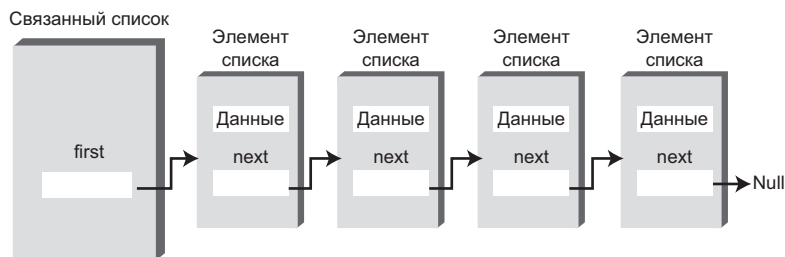 Связанный список
Элемент
списка
Элемент
списка
Элемент
списка
Элемент
списка
first
Данные
next
Данные
next
Данные
next
Данные
next
Null